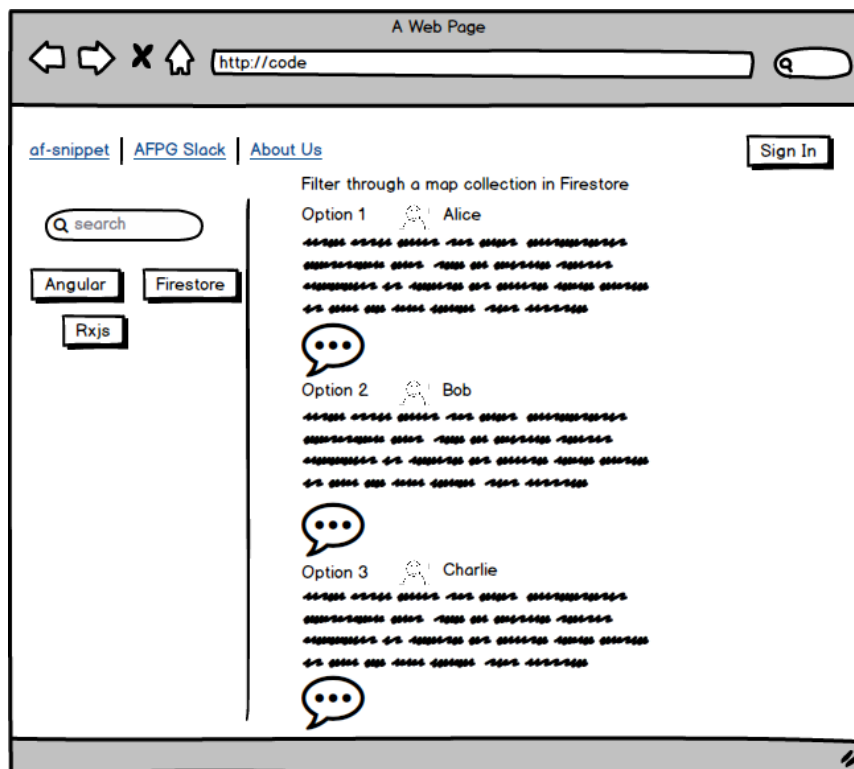 A Web Page
http://code
af-snippet AFPG Slack About Us Sign In
Filter through a map collection in Firestore
search
Angular Firestore
Rxjs
Option 1 Alice
Option 2 Bob
Option 3 Charlie